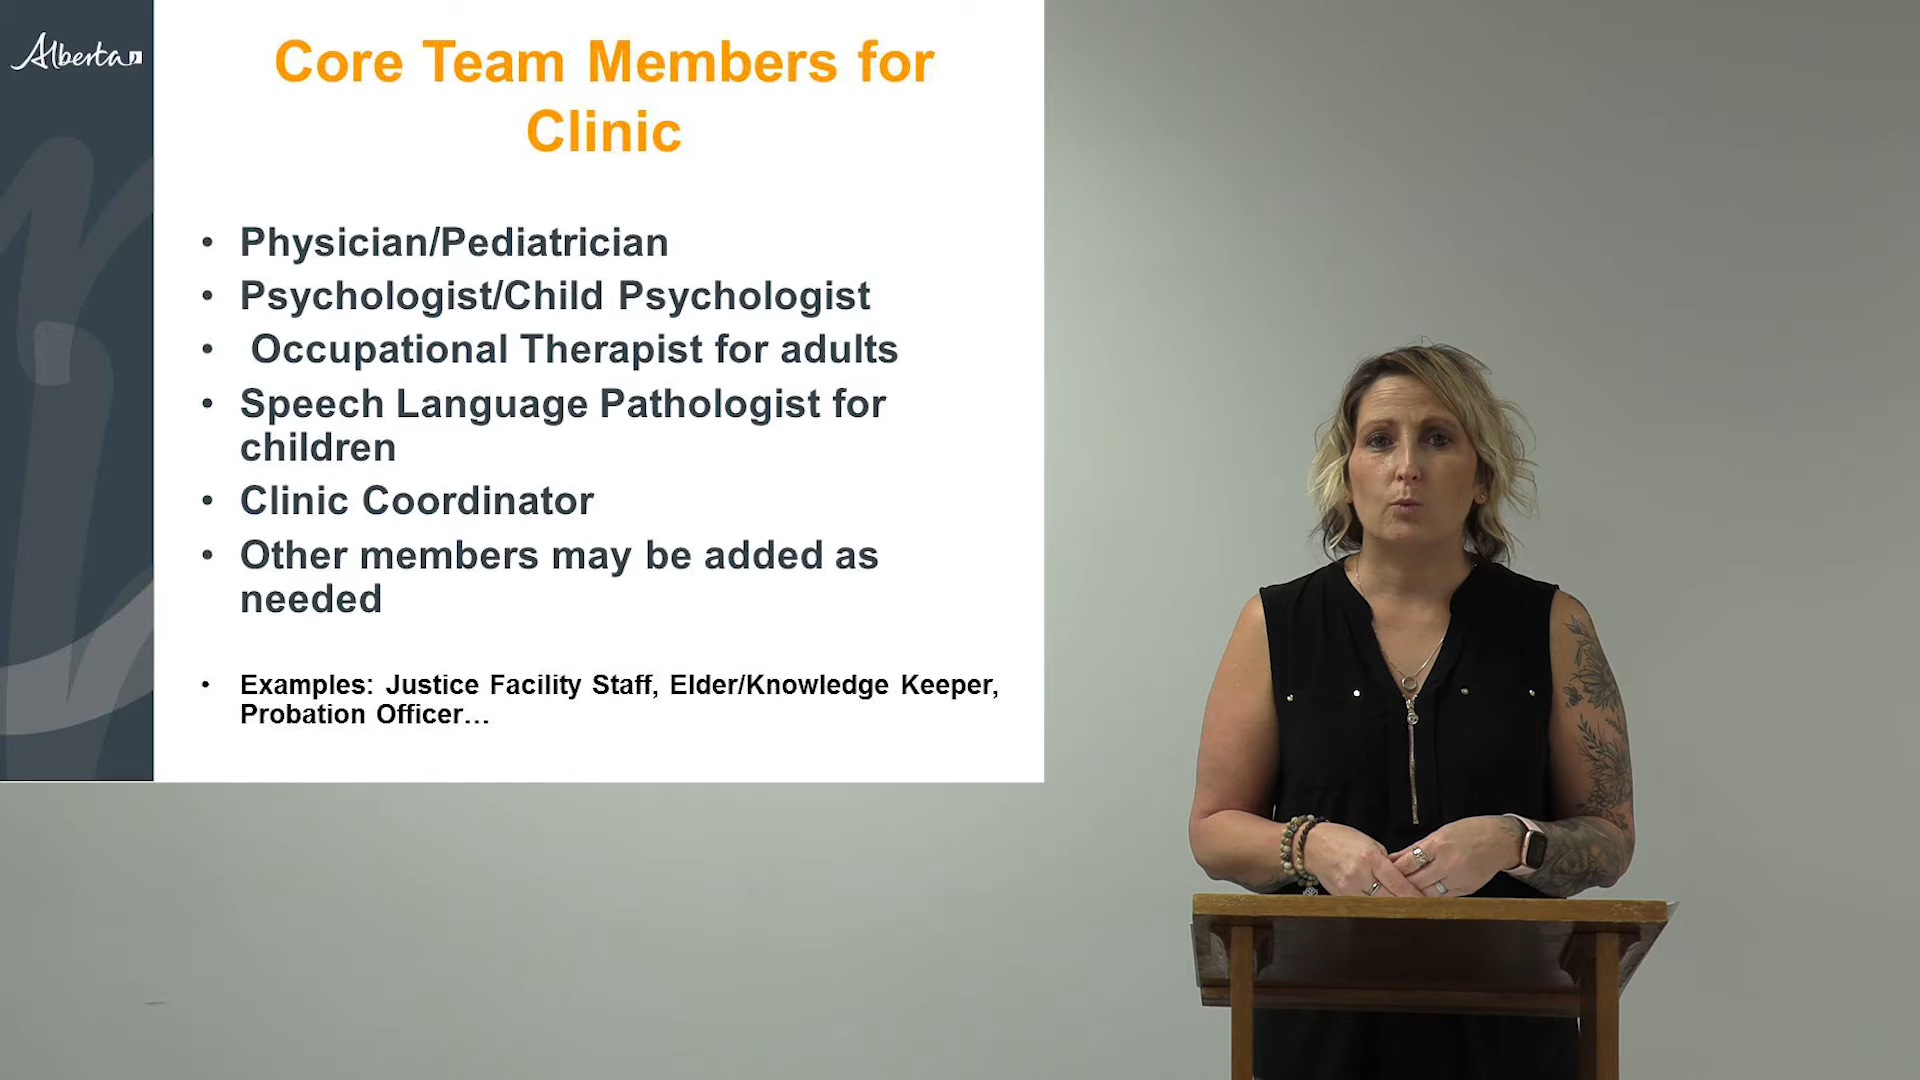 Alberta
Core Team Members for
Clinic
• Physician/Pediatrician
• Psychologist/Child Psychologist
• Occupational Therapist for adults
• Speech Language Pathologist for
children
• Clinic Coordinator
• Other members may be added as
needed
• Examples: Justice Facility Staff, Elder/Knowledge Keeper,
Probation Officer…